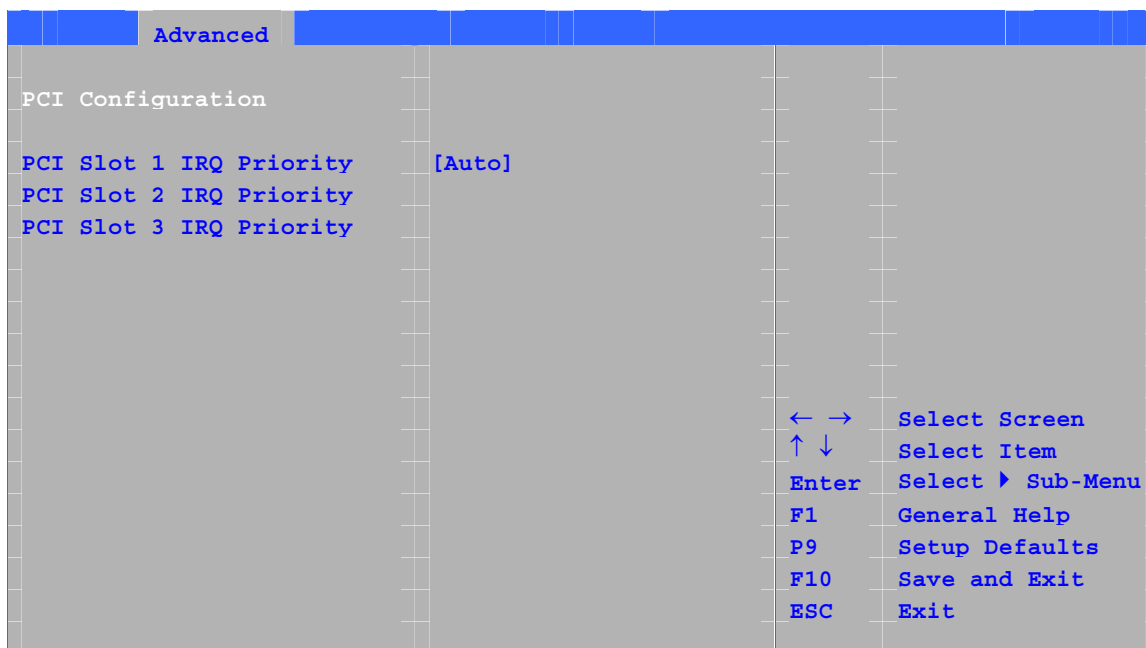 Advanced
PCI Configuration
PCI Slot 1 IRQ Priority [Auto]
PCI Slot 2 IRQ Priority
PCI Slot 3 IRQ Priority
← → Select Screen
↑ ↓ Select Item
Enter Select ▶ Sub-Menu
F1 General Help
P9 Setup Defaults
F10 Save and Exit
ESC Exit